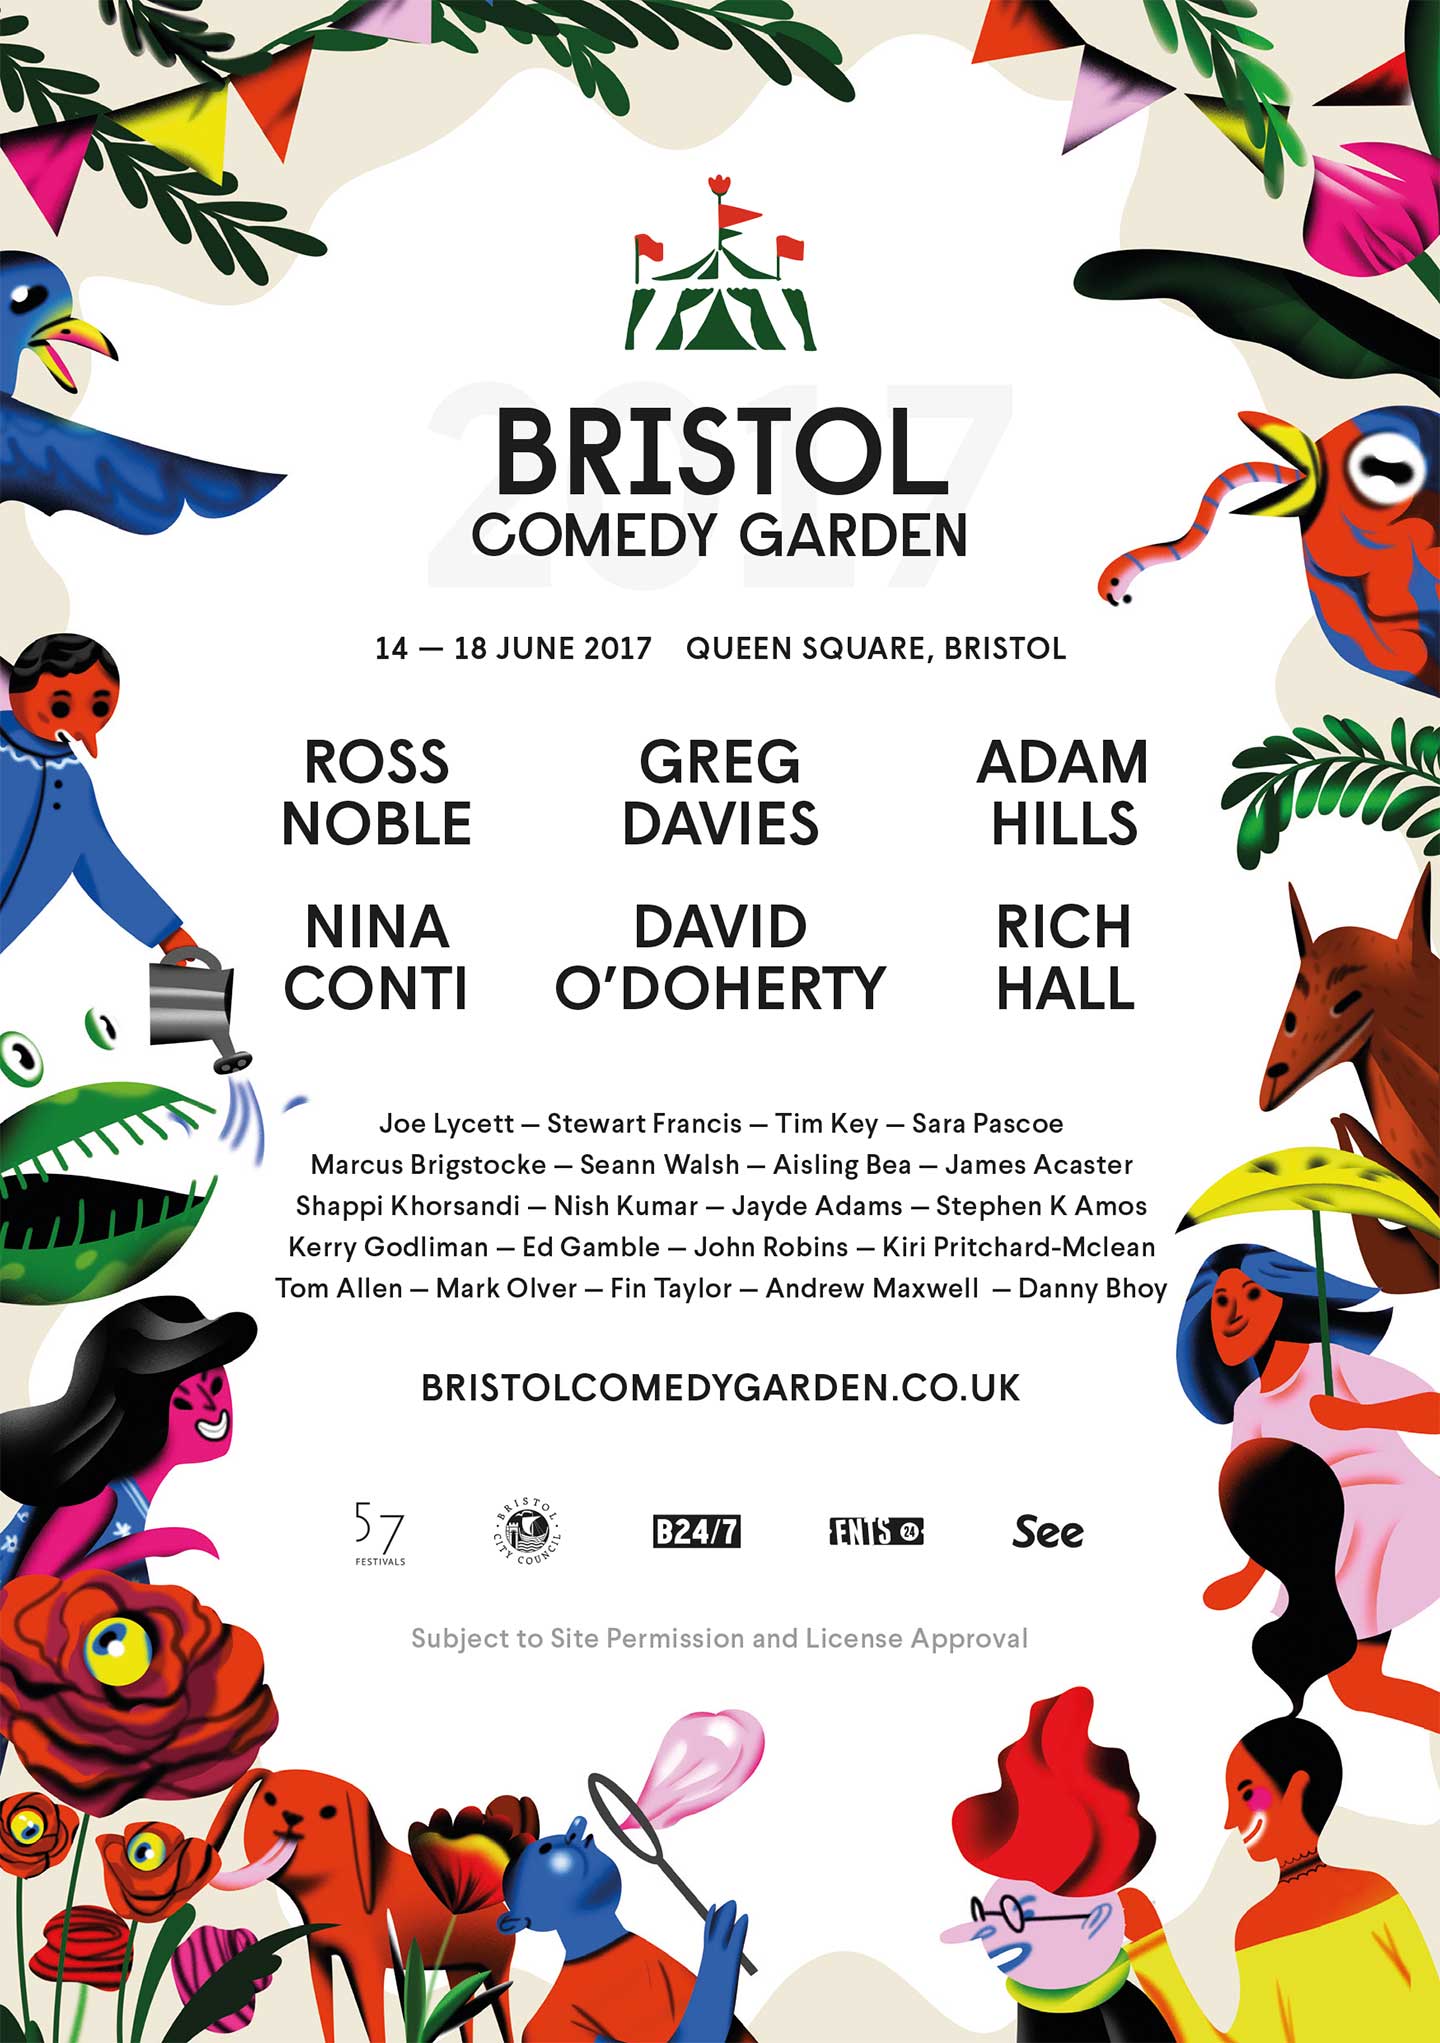 2017
BRISTOL
COMEDY GARDEN
14 — 18 JUNE 2017 QUEEN SQUARE, BRISTOL
ROSS NOBLE
GREG DAVIES
ADAM HILLS
NINA CONTI
DAVID O'DOHERTY
RICH HALL
Joe Lycett — Stewart Francis — Tim Key — Sara Pascoe
Marcus Brigstocke — Seann Walsh — Aisling Bea — James Acaster
Shappi Khorsandi — Nish Kumar — Jayde Adams — Stephen K Amos
Kerry Godliman — Ed Gamble — John Robins — Kiri Pritchard-Mclean
Tom Allen — Mark Olver — Fin Taylor — Andrew Maxwell — Danny Bhoy
BRISTOLCOMEDYGARDEN.CO.UK
57 FESTIVALS
BRISTOL CITY COUNCIL
B24/7
ENTS 24
See
Subject to Site Permission and License Approval